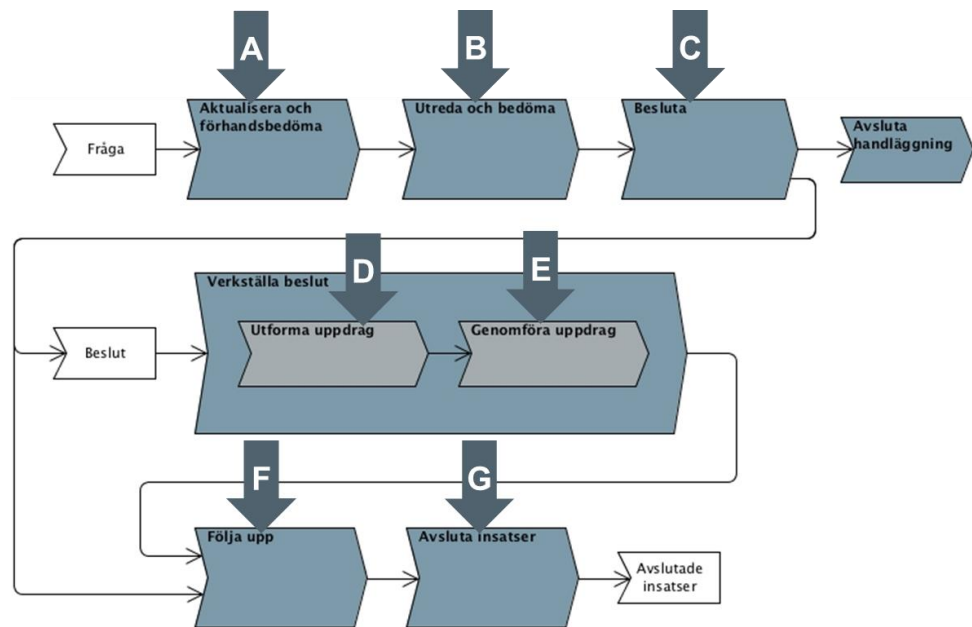 A
B
C
Fråga
Aktualisera och
förhandsbedöma
Utreda och bedöma
Besluta
Avsluta
handläggning
D
E
Verkställa beslut
Beslut
Utforma uppdrag
Genomföra uppdrag
F
G
Följa upp
Avsluta insatser
Avslutade
insatser